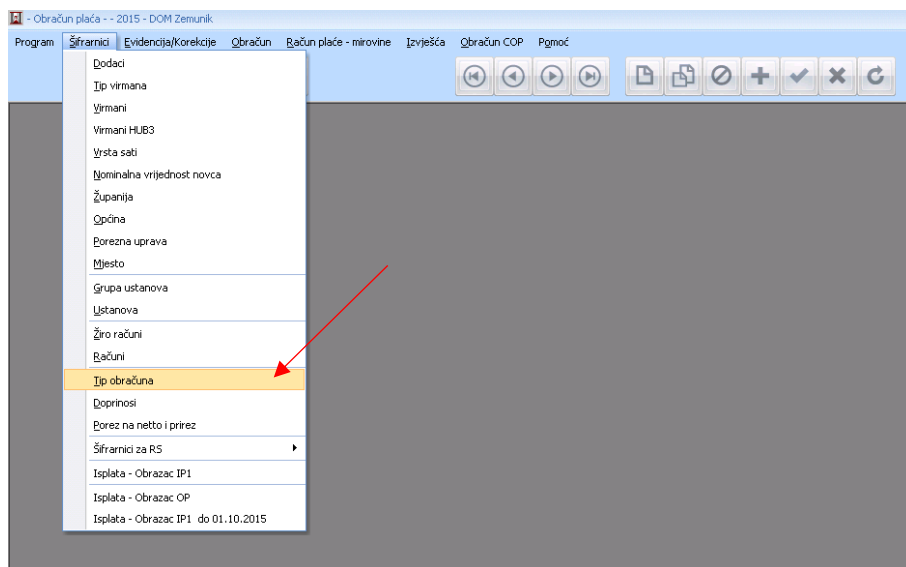 - Obračun plaća - - 2015 - DOM Zemunik
Program Šifrarnici Evidencija/Korekcije Obračun Račun plaće - mirovine Izvješća Obračun COP Pomoć
Dodaci
Tip virmana
Virmani
Virmani HUB3
Vrsta sati
Nominalna vrijednost novca
Županija
Općina
Porezna uprava
Mjesto
Grupa ustanova
Ustanova
Žiro računi
Računi
Tip obračuna
Doprinosi
Porez na netto i prirez
Šifrarnici za RS
Isplata - Obrazac IP1
Isplata - Obrazac OP
Isplata - Obrazac IP1 do 01.10.2015